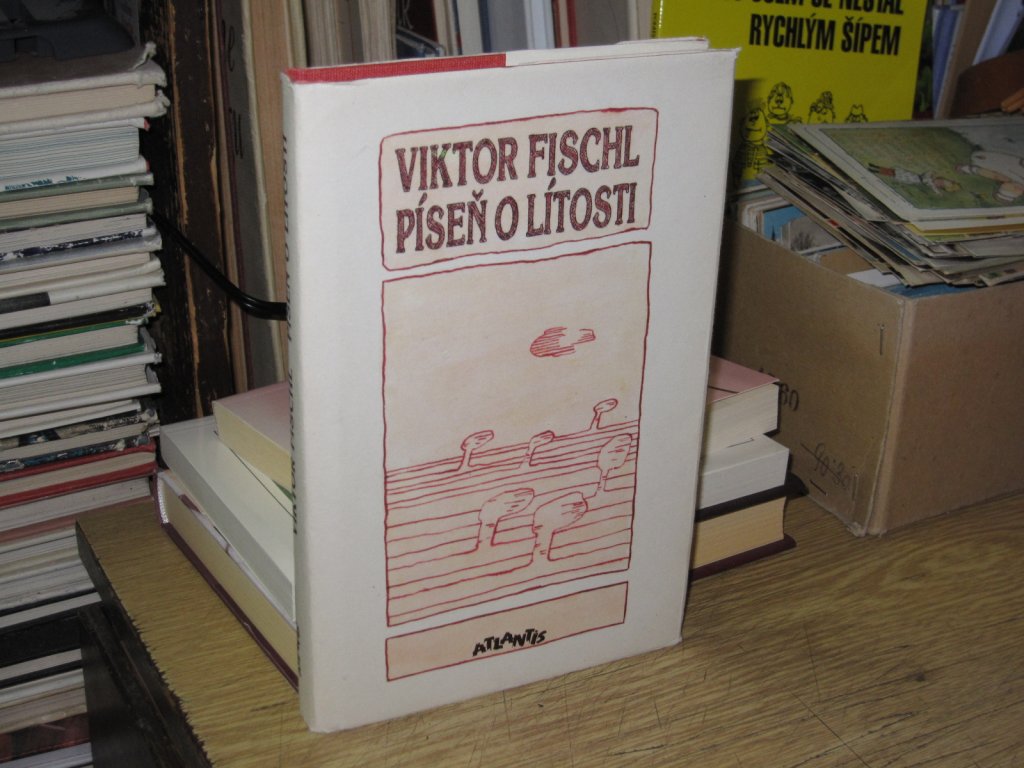 RYCHLÝM ŠÍPEM
VIKTOR FISCHL
PÍSEŇ O LÍTOSTI
ATLANTIS